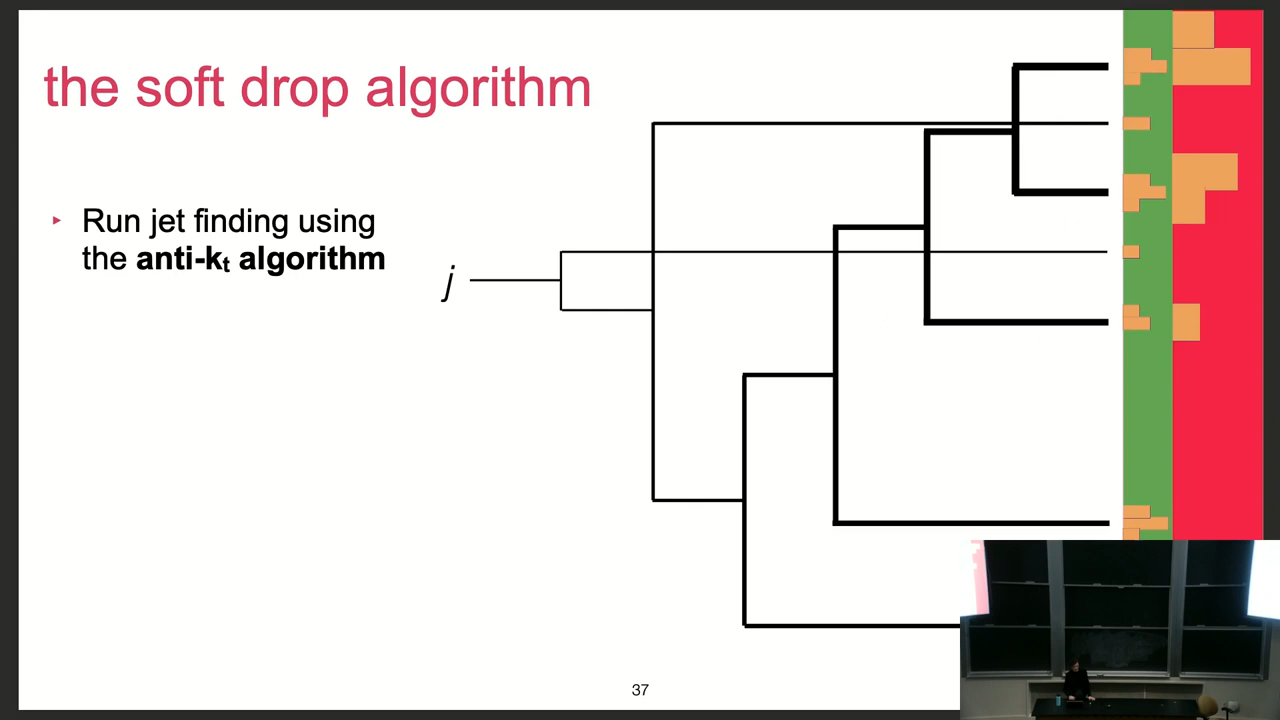 the soft drop algorithm
‣ Run jet finding using
the anti-kt algorithm
j
37